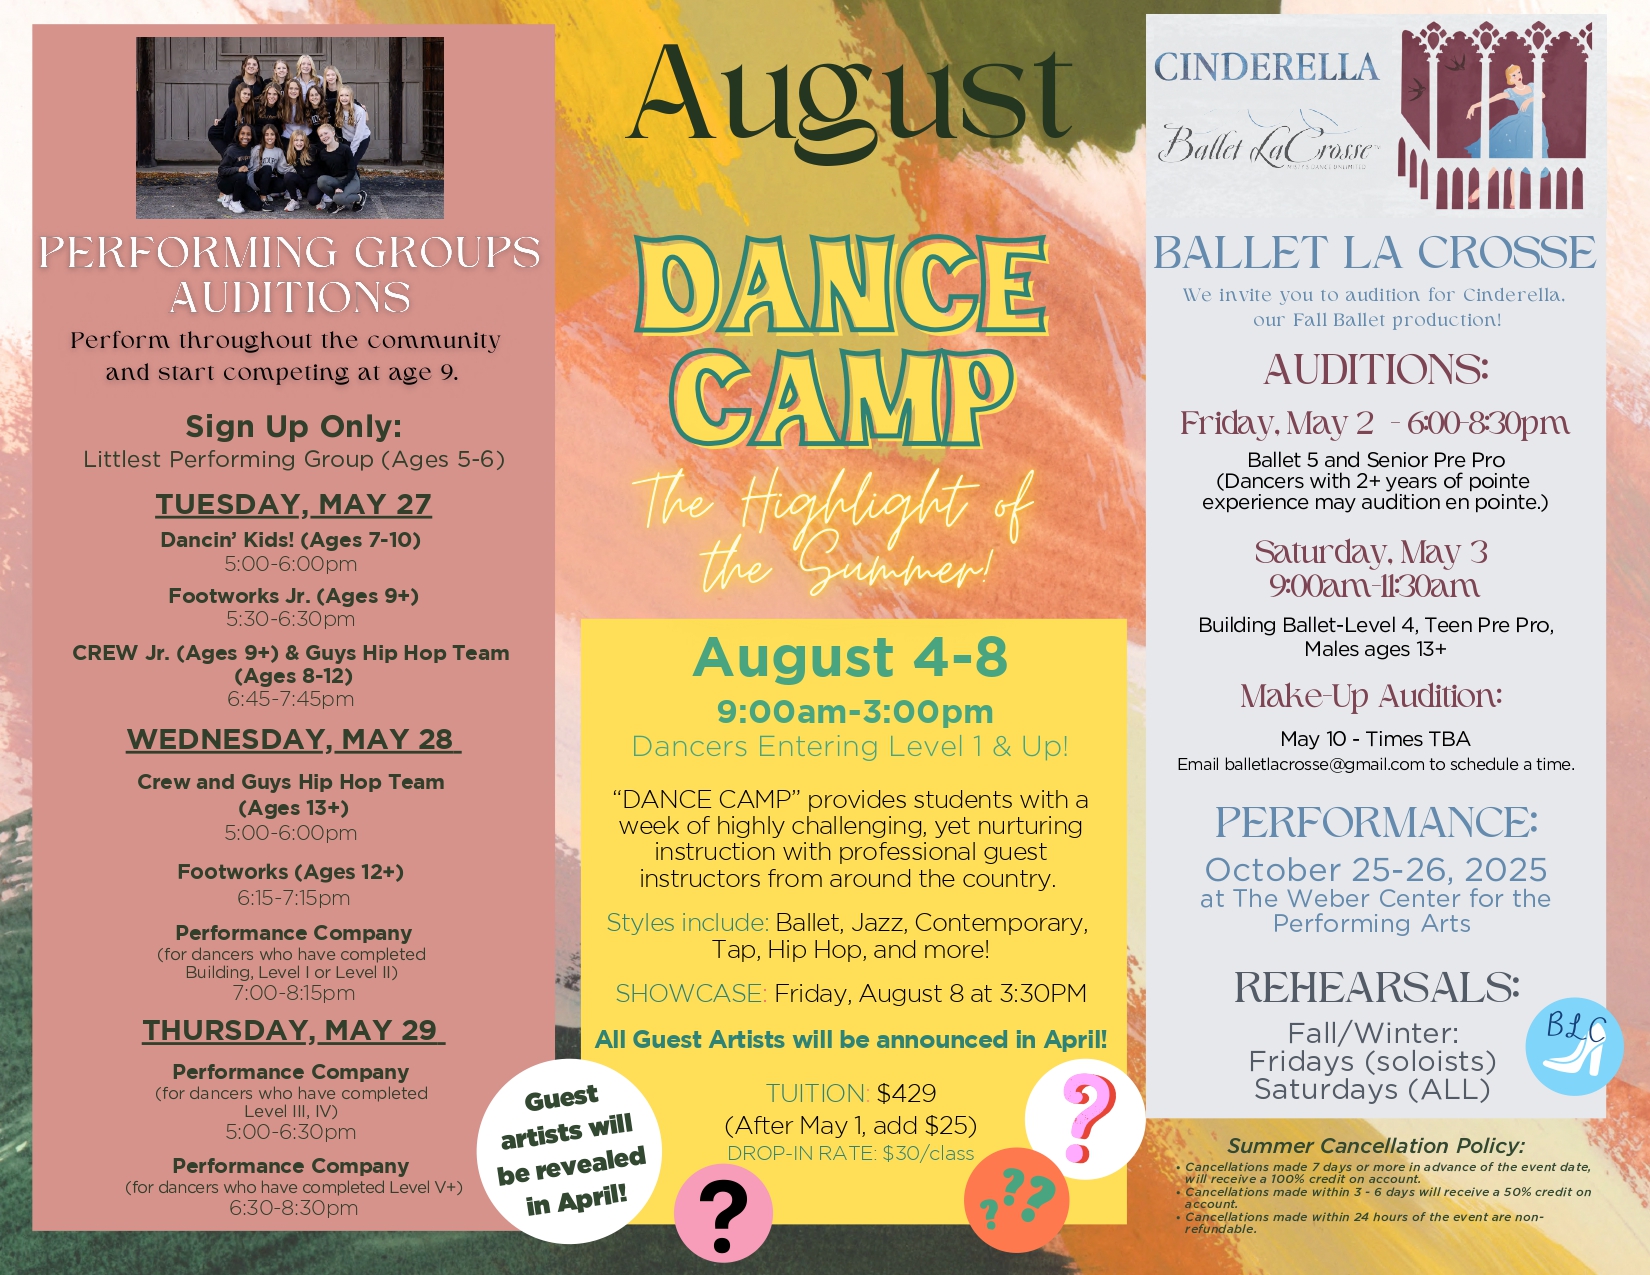 PERFORMING GROUPS
AUDITIONS
Perform throughout the community
and start competing at age 9.
Sign Up Only:
Littlest Performing Group (Ages 5-6)
TUESDAY, MAY 27
Dancin’ Kids! (Ages 7-10)
5:00-6:00pm
Footworks Jr. (Ages 9+)
5:30-6:30pm
CREW Jr. (Ages 9+) & Guys Hip Hop Team
(Ages 8-12)
6:45-7:45pm
WEDNESDAY, MAY 28
Crew and Guys Hip Hop Team
(Ages 13+)
5:00-6:00pm
Footworks (Ages 12+)
6:15-7:15pm
Performance Company
(for dancers who have completed
Building, Level I or Level II)
7:00-8:15pm
THURSDAY, MAY 29
Performance Company
(for dancers who have completed
Level III, IV)
5:00-6:30pm
Performance Company
(for dancers who have completed Level V+)
6:30-8:30pm
August
DANCE
CAMP
The Highlight of
the Summer!
August 4-8
9:00am-3:00pm
Dancers Entering Level 1 & Up!
“DANCE CAMP” provides students with a
week of highly challenging, yet nurturing
instruction with professional guest
instructors from around the country.
Styles include: Ballet, Jazz, Contemporary,
Tap, Hip Hop, and more!
SHOWCASE: Friday, August 8 at 3:30PM
All Guest Artists will be announced in April!
TUITION: $429
(After May 1, add $25)
DROP-IN RATE: $30/class
Guest
artists will
be revealed
in April!
?
???
?
CINDERELLA
Ballet LaCrosse
BALLET LA CROSSE
We invite you to audition for Cinderella,
our Fall Ballet production!
AUDITIONS:
Friday, May 2 - 6:00-8:30pm
Ballet 5 and Senior Pre Pro
(Dancers with 2+ years of pointe
experience may audition en pointe.)
Saturday, May 3
9:00am-11:30am
Building Ballet-Level 4, Teen Pre Pro,
Males ages 13+
Make-Up Audition:
May 10 - Times TBA
Email balletlacrosse@gmail.com to schedule a time.
PERFORMANCE:
October 25-26, 2025
at The Weber Center for the
Performing Arts
REHEARSALS:
Fall/Winter:
Fridays (soloists)
Saturdays (ALL)
BLC
Summer Cancellation Policy:
• Cancellations made 7 days or more in advance of the event date,
will receive a 100% credit on account.
• Cancellations made within 3 - 6 days will receive a 50% credit on
account.
• Cancellations made within 24 hours of the event are non-
refundable.